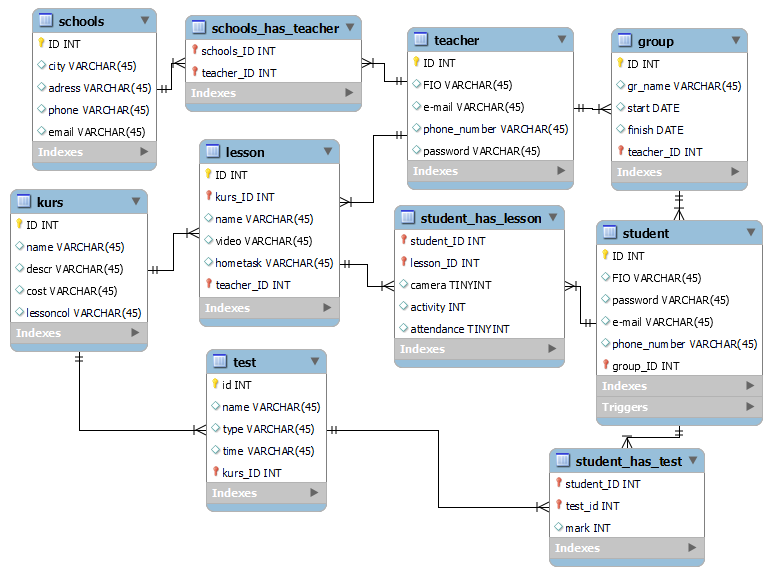 schools
ID INT
city VARCHAR(45)
adress VARCHAR(45)
phone VARCHAR(45)
email VARCHAR(45)
Indexes
schools_has_teacher
schools_ID INT
teacher_ID INT
Indexes
teacher
ID INT
FIO VARCHAR(45)
e-mail VARCHAR(45)
phone_number VARCHAR(45)
password VARCHAR(45)
Indexes
group
ID INT
gr_name VARCHAR(45)
start DATE
finish DATE
teacher_ID INT
Indexes
lesson
ID INT
kurs_ID INT
name VARCHAR(45)
video VARCHAR(45)
hometask VARCHAR(45)
teacher_ID INT
Indexes
kurs
ID INT
name VARCHAR(45)
descr VARCHAR(45)
cost VARCHAR(45)
lessoncol VARCHAR(45)
Indexes
student_has_lesson
student_ID INT
lesson_ID INT
camera TINYINT
activity INT
attendance TINYINT
Indexes
student
ID INT
FIO VARCHAR(45)
password VARCHAR(45)
e-mail VARCHAR(45)
phone_number VARCHAR(45)
group_ID INT
Indexes
Triggers
test
id INT
name VARCHAR(45)
type VARCHAR(45)
time VARCHAR(45)
kurs_ID INT
Indexes
student_has_test
student_ID INT
test_id INT
mark INT
Indexes